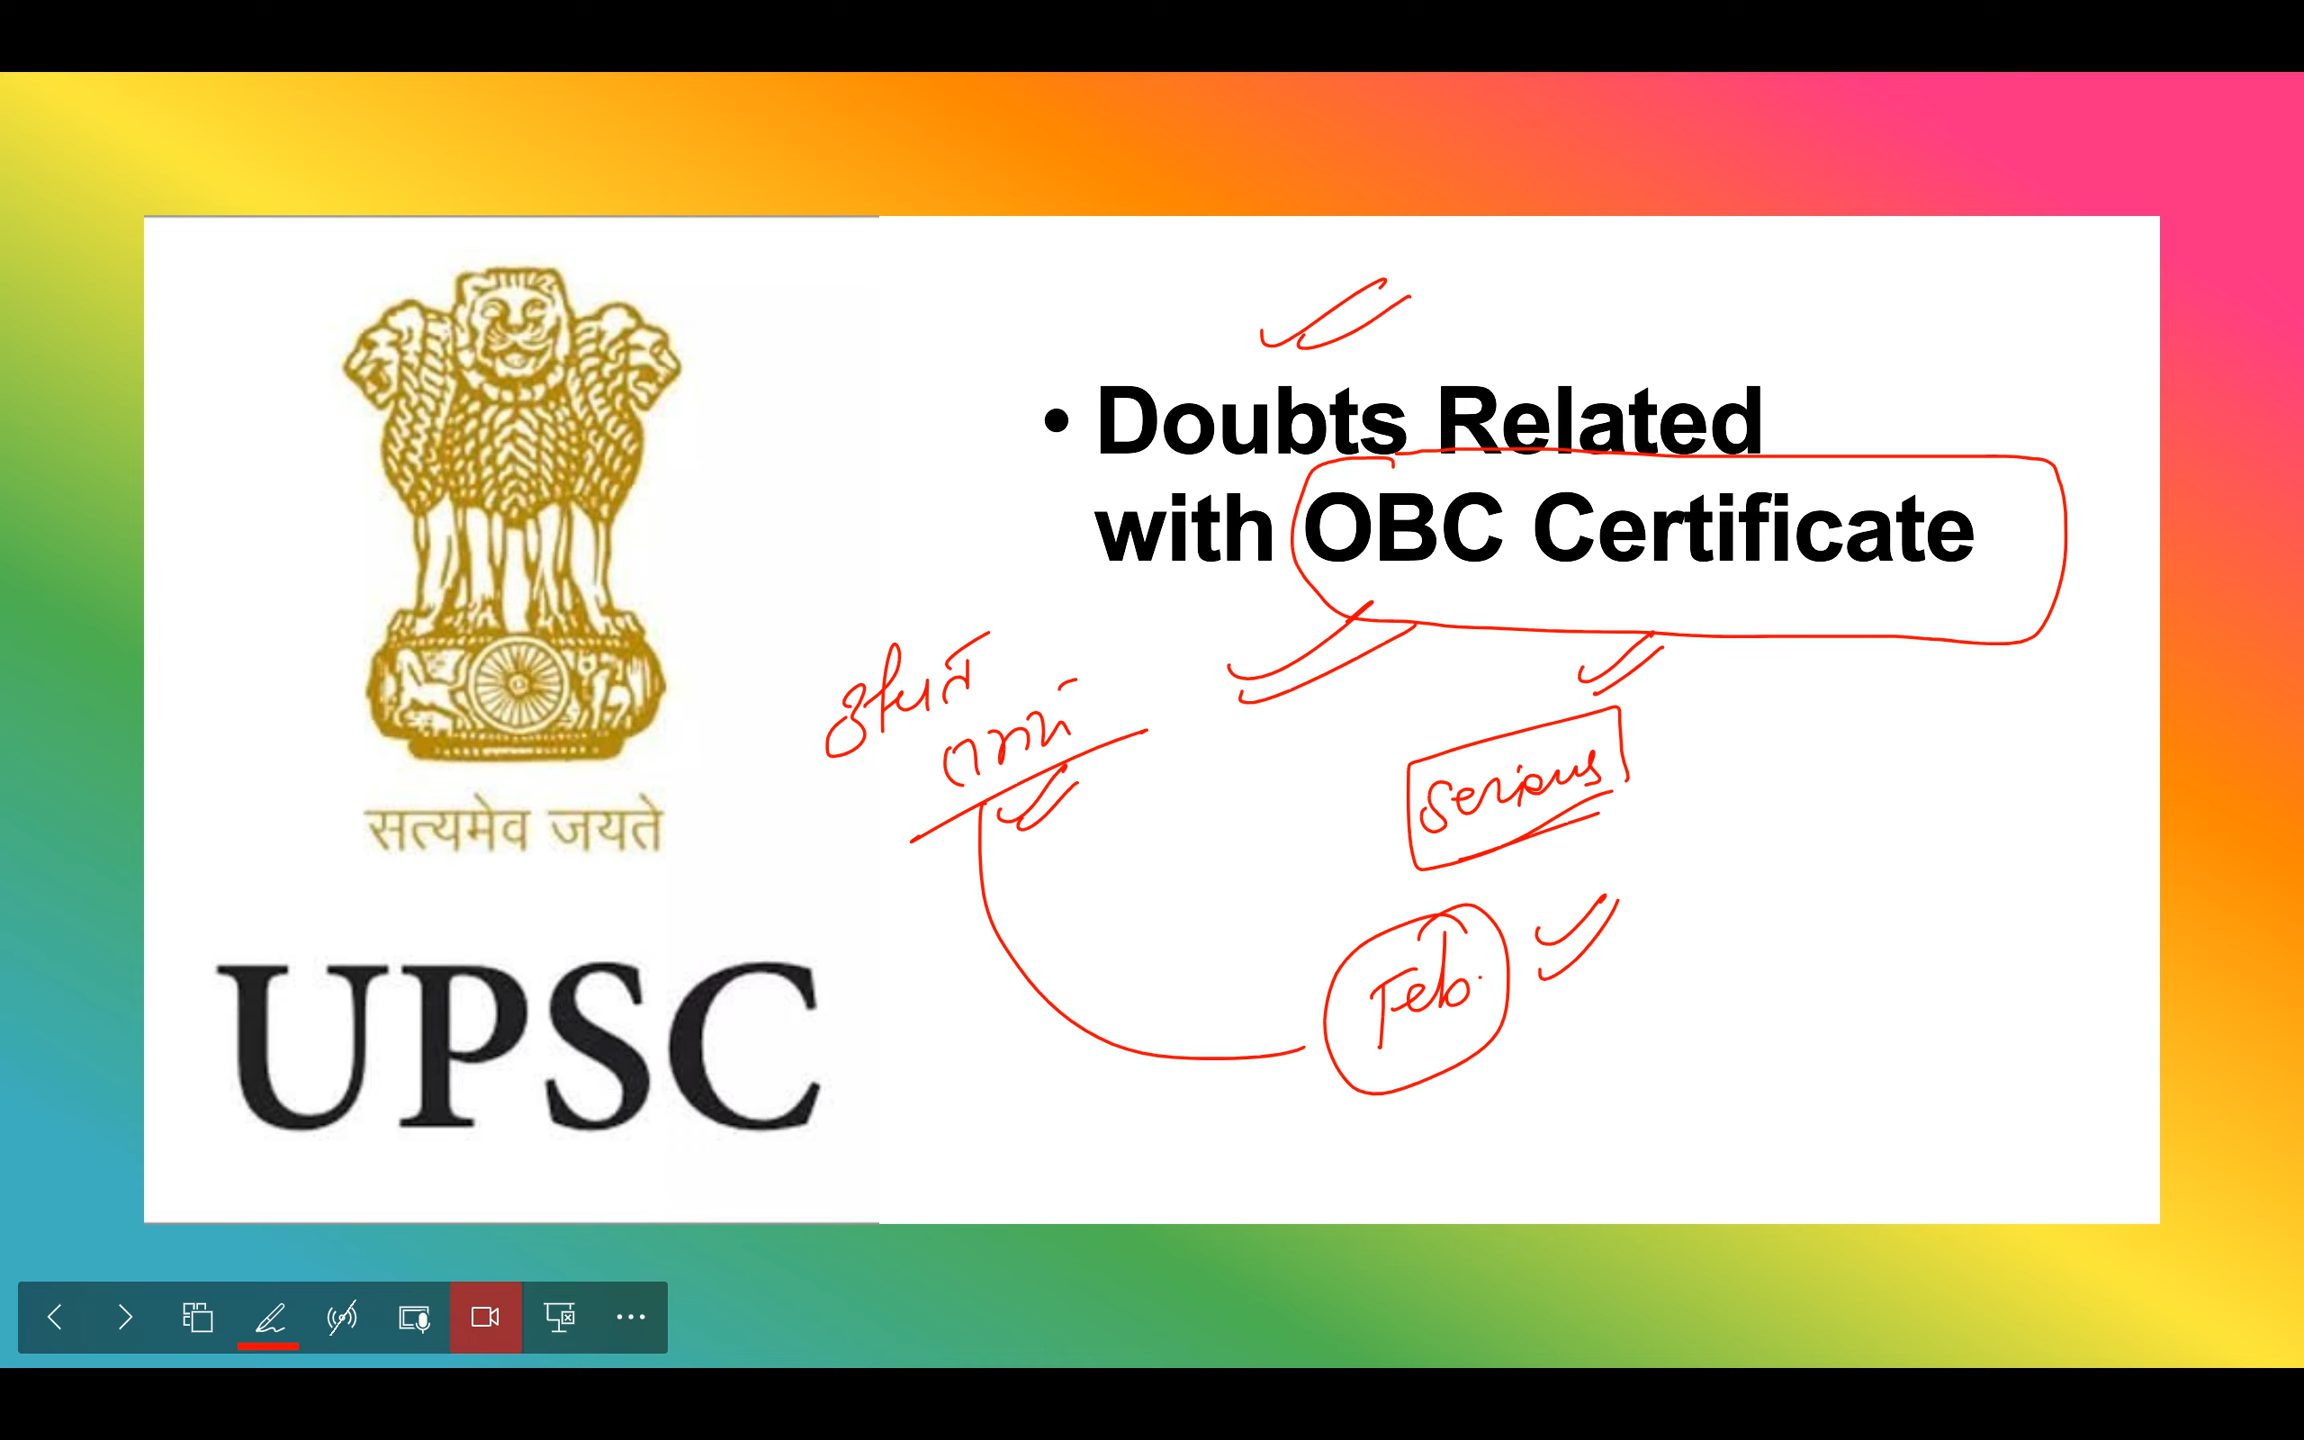 सत्यमेव जयते
UPSC
• Doubts Related
with OBC Certificate
Serious
Feb.